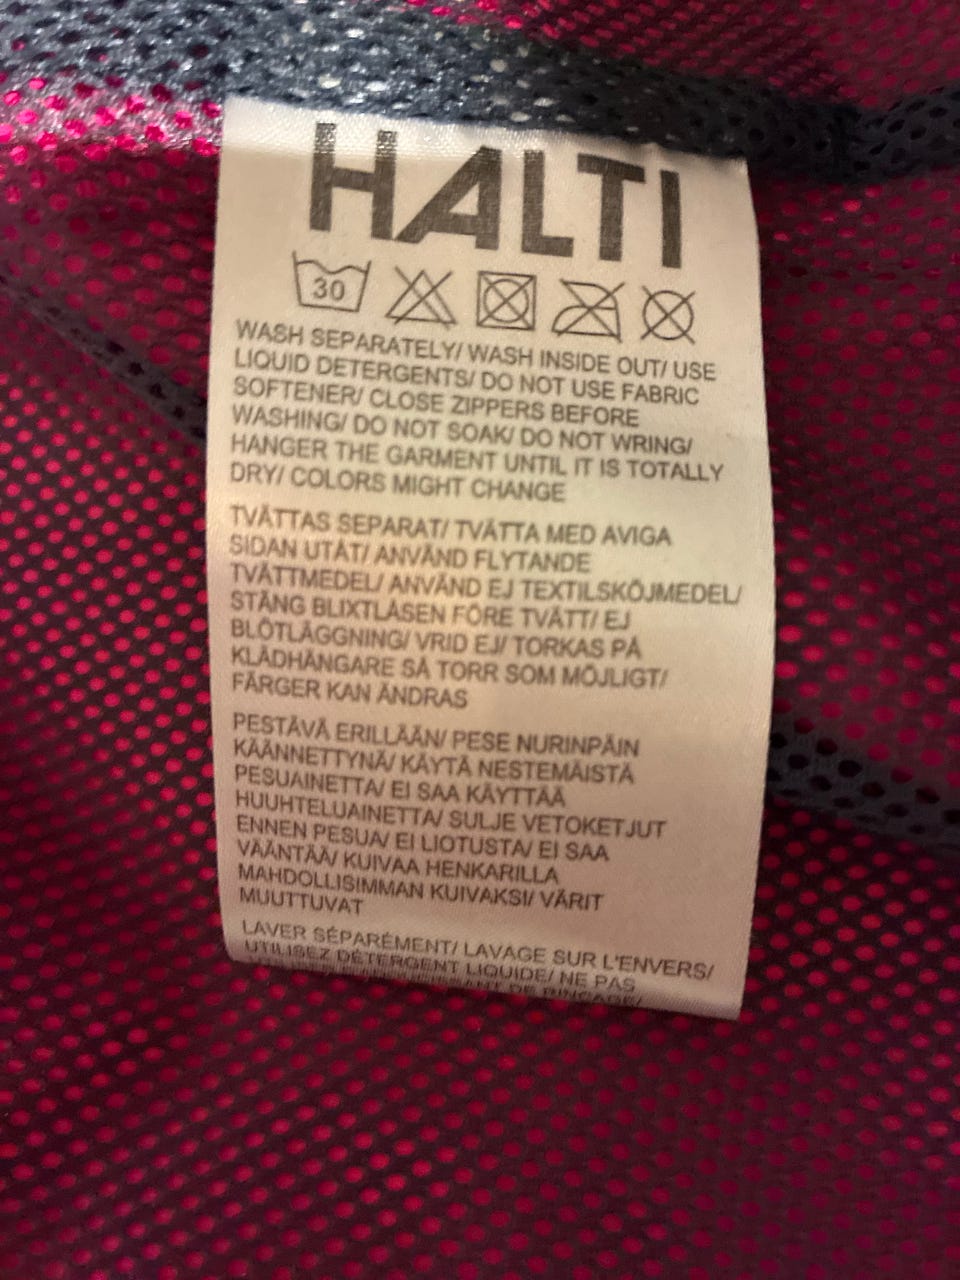 HALTI
30
WASH SEPARATELY/ WASH INSIDE OUT/ USE
LIQUID DETERGENTS/ DO NOT USE FABRIC
SOFTENER/ CLOSE ZIPPERS BEFORE
WASHING/ DO NOT SOAK/ DO NOT WRING/
HANGER THE GARMENT UNTIL IT IS TOTALLY
DRY/ COLORS MIGHT CHANGE
TVÄTTAS SEPARAT/ TVÄTTA MED AVIGA
SIDAN UTÅT/ ANVÄND FLYTANDE
TVÄTTMEDEL/ ANVÄND EJ TEXTILSKÖJMEDEL/
STÄNG BLIXTLÅSEN FÖRE TVÄTT/ EJ
BLÖTLÄGGNING/ VRID EJ/ TORKAS PÅ
KLÄDHÄNGARE SÅ TORR SOM MÖJLIGT/
FÄRGER KAN ÄNDRAS
PESTÄVÄ ERILLÄÄN/ PESE NURINPÄIN
KÄÄNNETTYNÄ/ KÄYTÄ NESTEMÄISTÄ
PESUAINETTA/ EI SAA KÄYTTÄÄ
HUUHTELUAINETTA/ SULJE VETOKETJUT
ENNEN PESUA/ EI LIOTUSTA/ EI SAA
VÄÄNTÄÄ/ KUIVAA HENKARILLA
MAHDOLLISIMMAN KUIVAKSI/ VÄRIT
MUUTTUVAT
LAVER SÉPARÉMENT/ LAVAGE SUR L'ENVERS/
UTILISEZ DÉTERGENT LIQUIDE/ NE PAS
DE RINÇAGE/